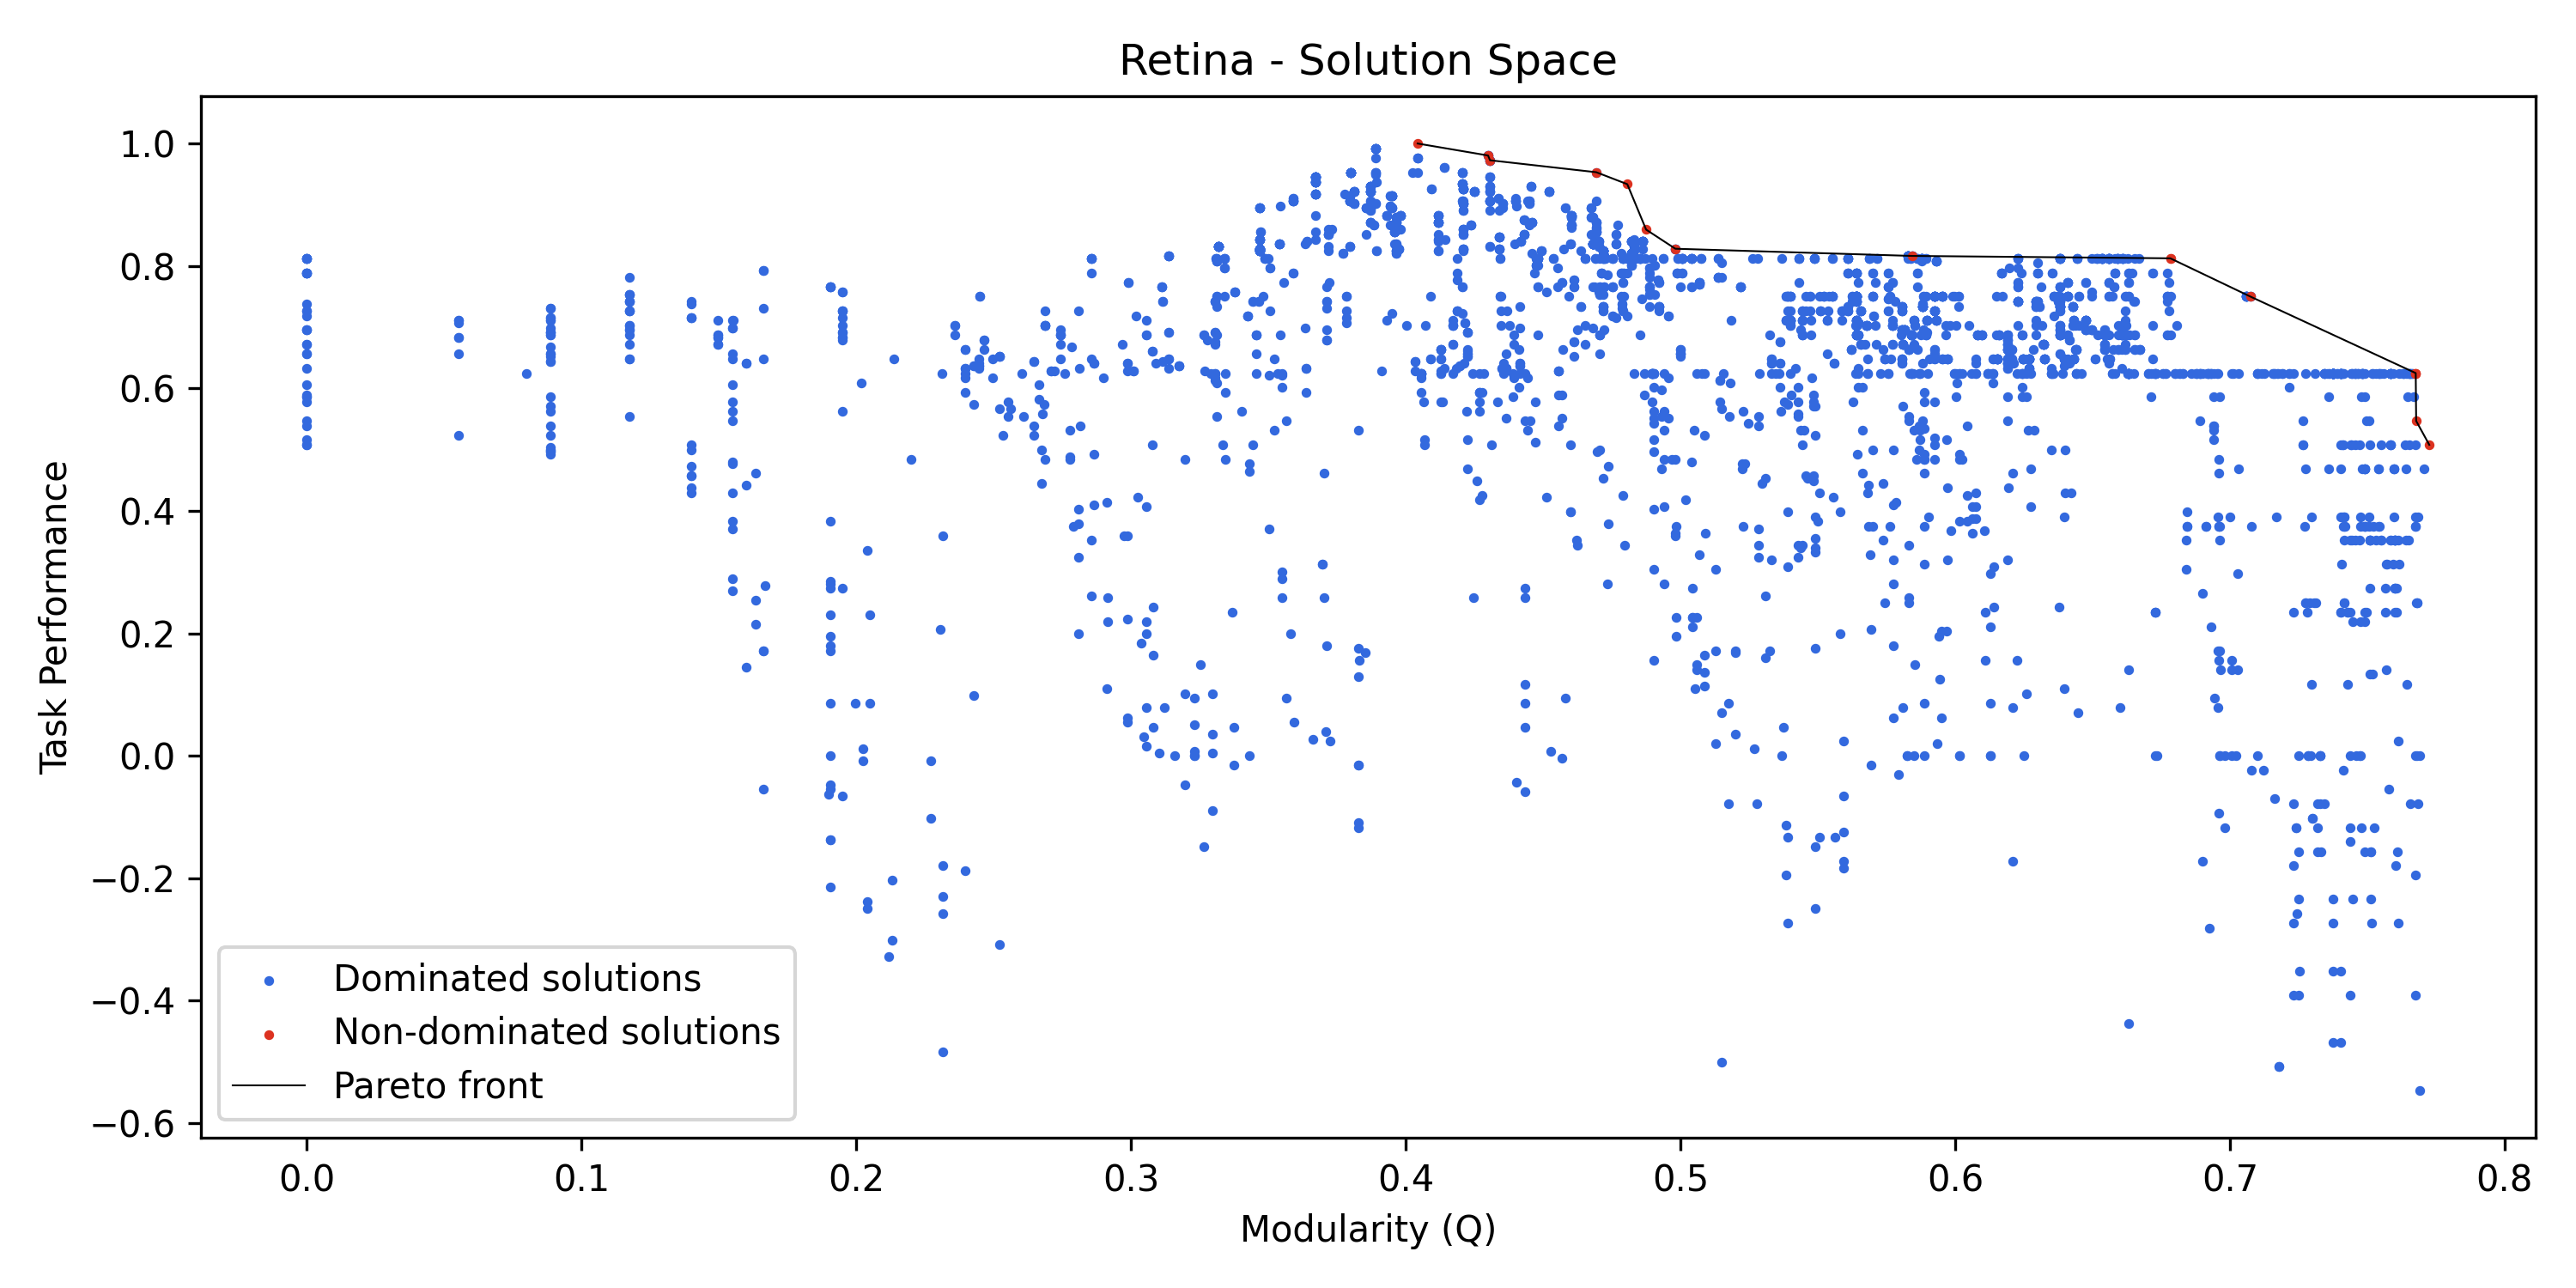 Retina - Solution Space
1.0
0.8
0.6
0.4
0.2
0.0
−0.2
−0.4
−0.6
Task Performance
Dominated solutions
Non-dominated solutions
Pareto front
0.0 0.1 0.2 0.3 0.4 0.5 0.6 0.7 0.8
Modularity (Q)